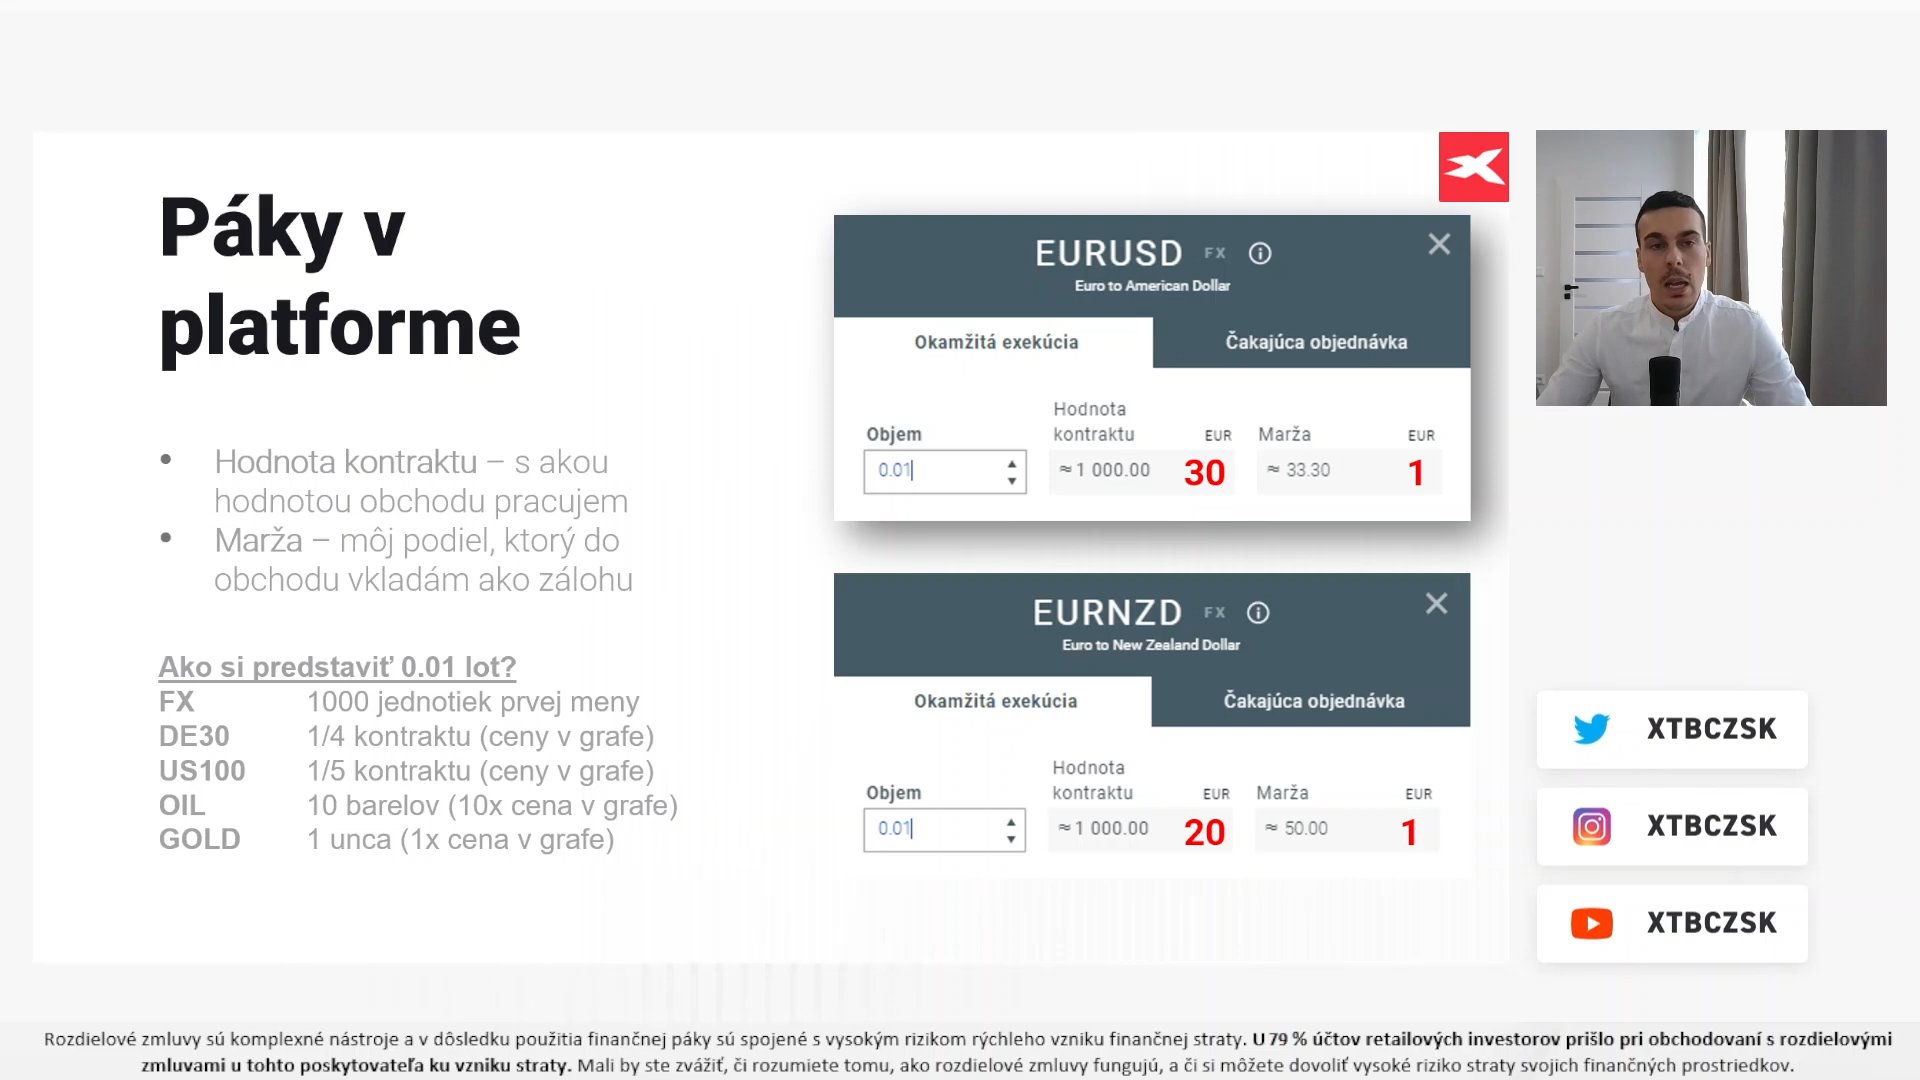 Páky v
platforme
• Hodnota kontraktu – s akou
hodnotou obchodu pracujem
• Marža – môj podiel, ktorý do
obchodu vkladám ako zálohu
Ako si predstaviť 0.01 lot?
FX 1000 jednotiek prvej meny
DE30 1/4 kontraktu (ceny v grafe)
US100 1/5 kontraktu (ceny v grafe)
OIL 10 barelov (10x cena v grafe)
GOLD 1 unca (1x cena v grafe)
EURUSD FX
Euro to American Dollar
Okamžitá exekúcia Čakajúca objednávka
Hodnota
Objem kontraktu EUR Marža EUR
0.01 ≈ 1 000.00 30 ≈ 33.30 1
EURNZD FX
Euro to New Zealand Dollar
Okamžitá exekúcia Čakajúca objednávka
Hodnota
Objem kontraktu EUR Marža EUR
0.01 ≈ 1 000.00 20 ≈ 50.00 1
XTBCZSK
XTBCZSK
XTBCZSK
Rozdielové zmluvy sú komplexné nástroje a v dôsledku použitia finančnej páky sú spojené s vysokým rizikom rýchleho vzniku finančnej straty. U 79 % účtov retailových investorov prišlo pri obchodovaní s rozdielovými
zmluvami u tohto poskytovateľa ku vzniku straty. Mali by ste zvážiť, či rozumiete tomu, ako rozdielové zmluvy fungujú, a či si môžete dovoliť vysoké riziko straty svojich finančných prostriedkov.